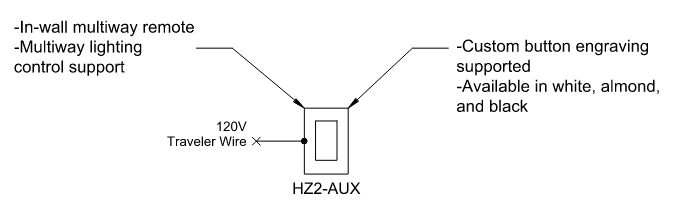 -In-wall multiway remote
-Multiway lighting
control support
-Custom button engraving
supported
-Available in white, almond,
and black
120V
Traveler Wire
HZ2-AUX